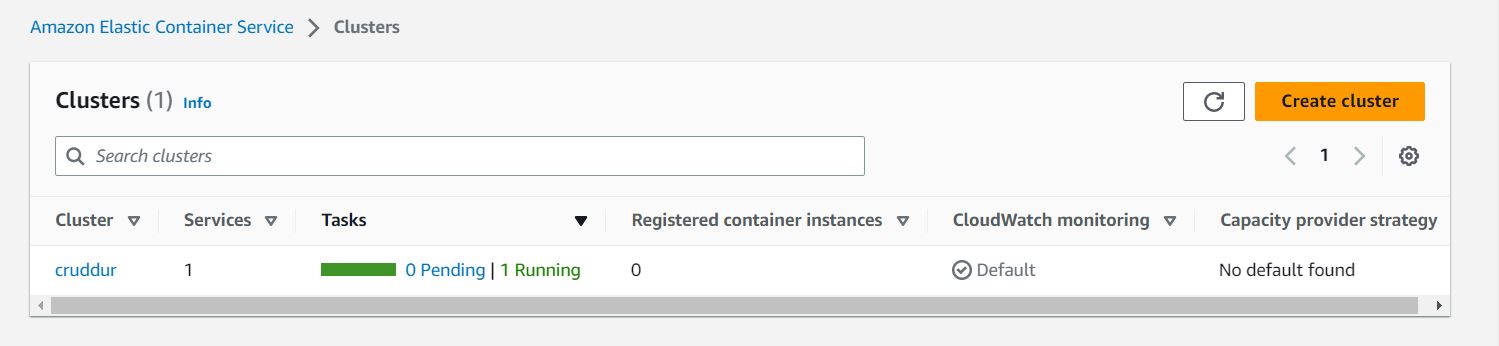 Amazon Elastic Container Service > Clusters
Clusters (1) Info
Create cluster
Search clusters
1
Cluster Services Tasks Registered container instances CloudWatch monitoring Capacity provider strategy
cruddur 1 0 Pending | 1 Running 0 Default No default found